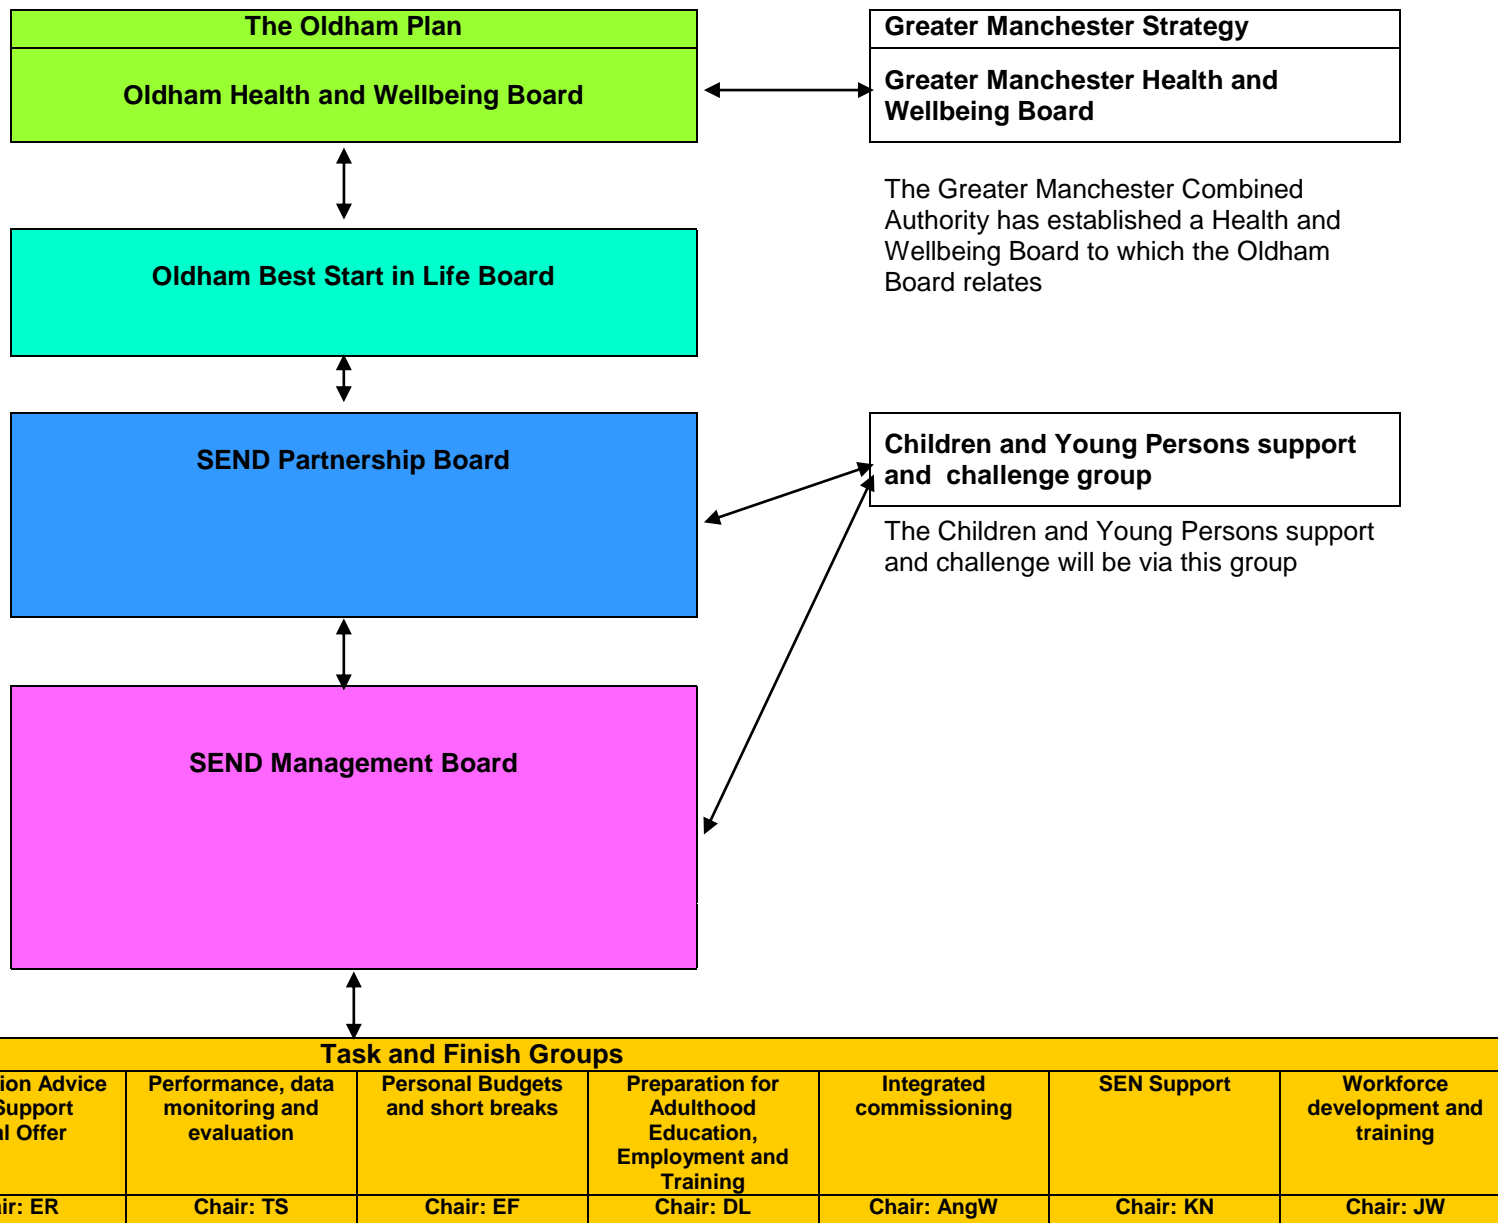 The Oldham Plan
Oldham Health and Wellbeing Board
Greater Manchester Strategy
Greater Manchester Health and
Wellbeing Board
The Greater Manchester Combined
Authority has established a Health and
Wellbeing Board to which the Oldham
Board relates
Oldham Best Start in Life Board
SEND Partnership Board
Children and Young Persons support
and challenge group
The Children and Young Persons support
and challenge will be via this group
SEND Management Board
Task and Finish Groups
Advice
Support
Offer
ER
Performance, data
monitoring and
evaluation
Chair: TS
Personal Budgets
and short breaks
Chair: EF
Preparation for
Adulthood
Education,
Employment and
Training
Chair: DL
Integrated
commissioning
Chair: AngW
SEN Support
Chair: KN
Workforce
development and
training
Chair: JW